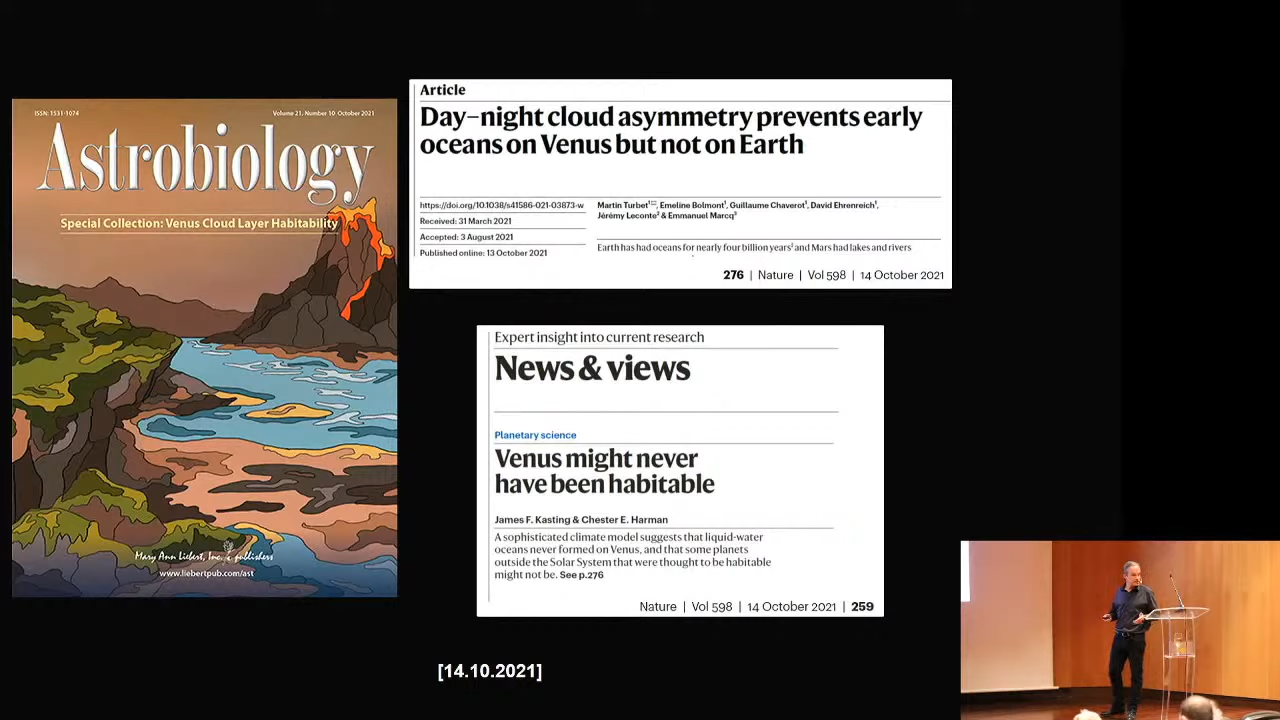 ISSN: 1531-1074
Volume 21, Number 10 October 2021
Astrobiology
Special Collection: Venus Cloud Layer Habitability
Mary Ann Liebert, Inc. publishers
www.liebertpub.com/ast
Article
Day–night cloud asymmetry prevents early
oceans on Venus but not on Earth
https://doi.org/10.1038/s41586-021-03873-w
Received: 31 March 2021
Accepted: 3 August 2021
Published online: 13 October 2021
Martin Turbet¹✉, Emeline Bolmont¹, Guillaume Chaverot¹, David Ehrenreich¹,
Jérémy Leconte² & Emmanuel Marcq³
Earth has had oceans for nearly four billion years¹ and Mars had lakes and rivers
276 | Nature | Vol 598 | 14 October 2021
Expert insight into current research
News & views
Planetary science
Venus might never
have been habitable
James F. Kasting & Chester E. Harman
A sophisticated climate model suggests that liquid-water
oceans never formed on Venus, and that some planets
outside the Solar System that were thought to be habitable
might not be. See p.276
Nature | Vol 598 | 14 October 2021 | 259
[14.10.2021]